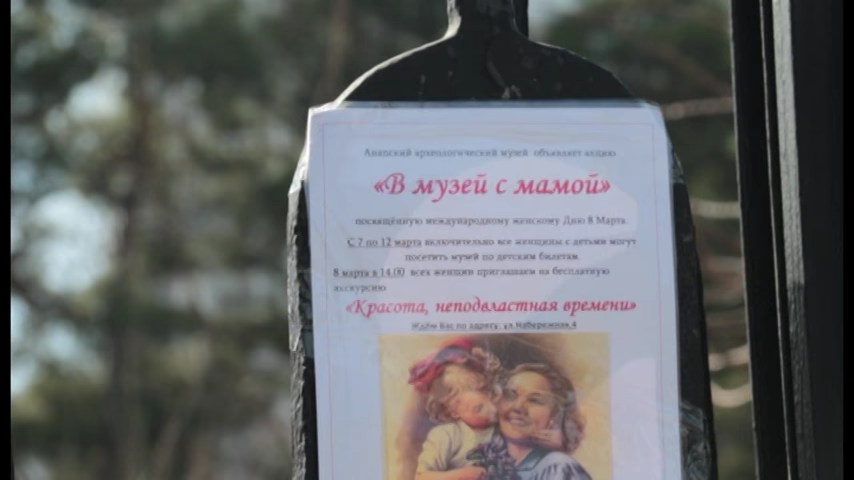 Анапский археологический музей объявляет акцию
«В музей с мамой»
посвящённую международному женскому Дню 8 Марта.
С 7 по 12 марта включительно все женщины с детьми могут
посетить музей по детским билетам.
8 марта в 14.00 всех женщин приглашаем на бесплатную
экскурсию
«Красота, неподвластная времени»
Ждём Вас по адресу: ул.Набережная,4